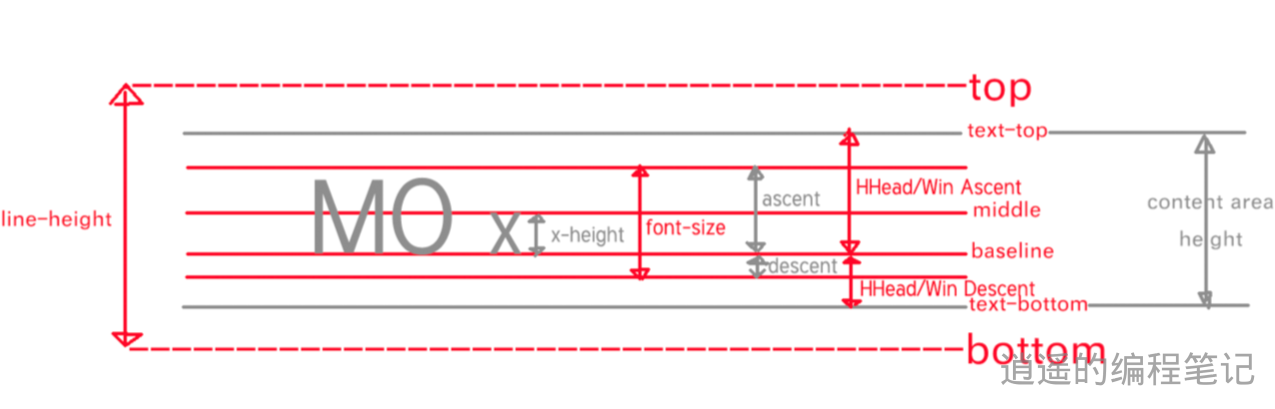 top
text-top
HHead/Win Ascent
ascent
content area
middle
line-height
MO
x
x-height
font-size
height
baseline
descent
HHead/Win Descent
text-bottom
bottom
逍遥的编程笔记